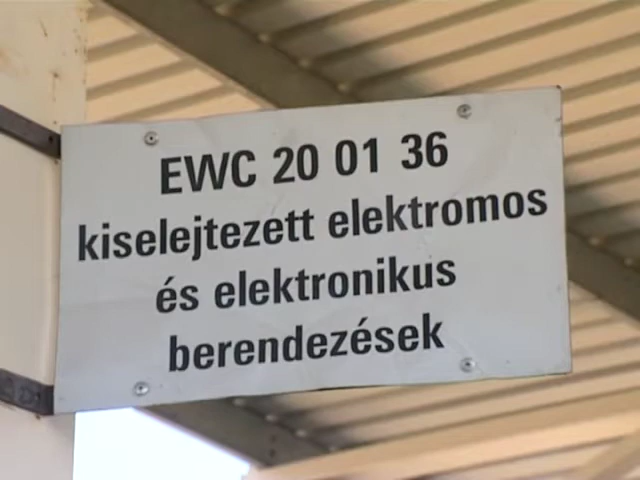 EWC 20 01 36
kiselejtezett elektromos
és elektronikus
berendezések